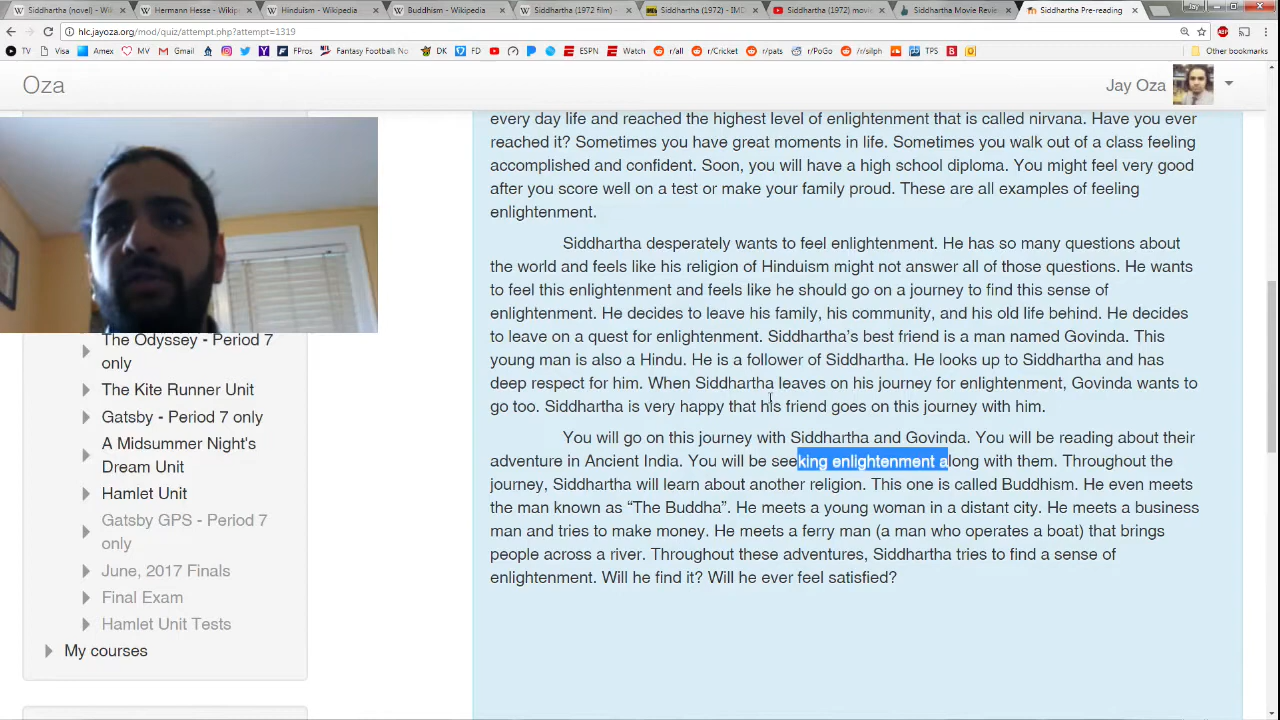 Siddhartha (novel) - W
Hermann Hesse - Wikip
Hinduism - Wikipedia
Buddhism - Wikipedia
Siddhartha (1972 film) -
Siddhartha (1972) - IMD
Siddhartha (1972) movi
Siddhartha Movie Revie
Siddhartha Pre-reading
Jay
hlc.jayoza.org/mod/quiz/attempt.php?attempt=1319
TV
Visa
Amex
MV
Gmail
FPros
Fantasy Football
DK
FD
ESPN
Watch
r/all
r/Cricket
r/pats
r/PoGo
r/silph
TPS
Other bookmarks
Oza
Jay Oza
every day life and reached the highest level of enlightenment that is called nirvana. Have you ever
reached it? Sometimes you have great moments in life. Sometimes you walk out of a class feeling
accomplished and confident. Soon, you will have a high school diploma. You might feel very good
after you score well on a test or make your family proud. These are all examples of feeling
enlightenment.
Siddhartha desperately wants to feel enlightenment. He has so many questions about
the world and feels like his religion of Hinduism might not answer all of those questions. He wants
to feel this enlightenment and feels like he should go on a journey to find this sense of
enlightenment. He decides to leave his family, his community, and his old life behind. He decides
to leave on a quest for enlightenment. Siddhartha's best friend is a man named Govinda. This
young man is also a Hindu. He is a follower of Siddhartha. He looks up to Siddhartha and has
deep respect for him. When Siddhartha leaves on his journey for enlightenment, Govinda wants to
go too. Siddhartha is very happy that his friend goes on this journey with him.
You will go on this journey with Siddhartha and Govinda. You will be reading about their
adventure in Ancient India. You will be seeking enlightenment along with them. Throughout the
journey, Siddhartha will learn about another religion. This one is called Buddhism. He even meets
the man known as “The Buddha”. He meets a young woman in a distant city. He meets a business
man and tries to make money. He meets a ferry man (a man who operates a boat) that brings
people across a river. Throughout these adventures, Siddhartha tries to find a sense of
enlightenment. Will he find it? Will he ever feel satisfied?
The Odyssey - Period 7
only
The Kite Runner Unit
Gatsby - Period 7 only
A Midsummer Night's
Dream Unit
Hamlet Unit
Gatsby GPS - Period 7
only
June, 2017 Finals
Final Exam
Hamlet Unit Tests
My courses